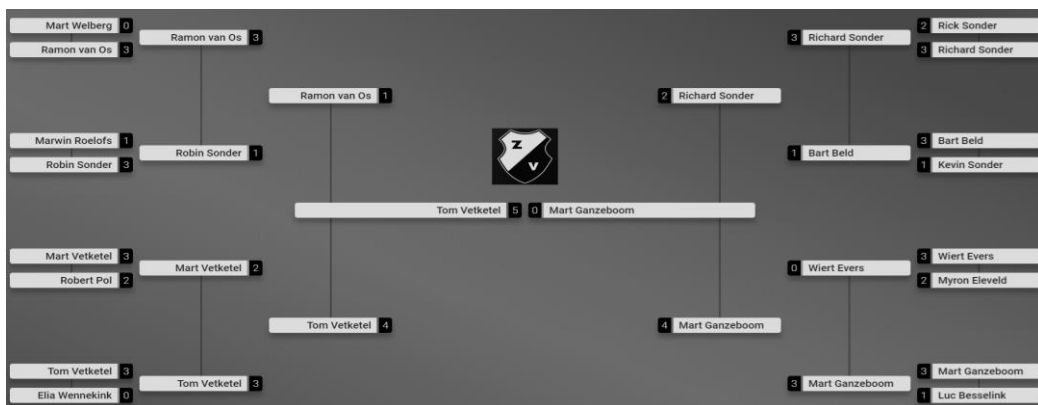 Mart Welberg 0
Ramon van Os 3
Ramon van Os 3
Marwin Roelofs 1
Robin Sonder 3
Robin Sonder 1
Ramon van Os 1
Mart Vetketel 3
Robert Pol 2
Mart Vetketel 2
Tom Vetketel 3
Elia Wennekink 0
Tom Vetketel 3
Tom Vetketel 4
Z
V
Tom Vetketel 5
0 Mart Ganzeboom
2 Richard Sonder
4 Mart Ganzeboom
3 Richard Sonder
1 Bart Beld
0 Wiert Evers
3 Mart Ganzeboom
2 Rick Sonder
3 Richard Sonder
3 Bart Beld
1 Kevin Sonder
3 Wiert Evers
2 Myron Eleveld
3 Mart Ganzeboom
1 Luc Besselink